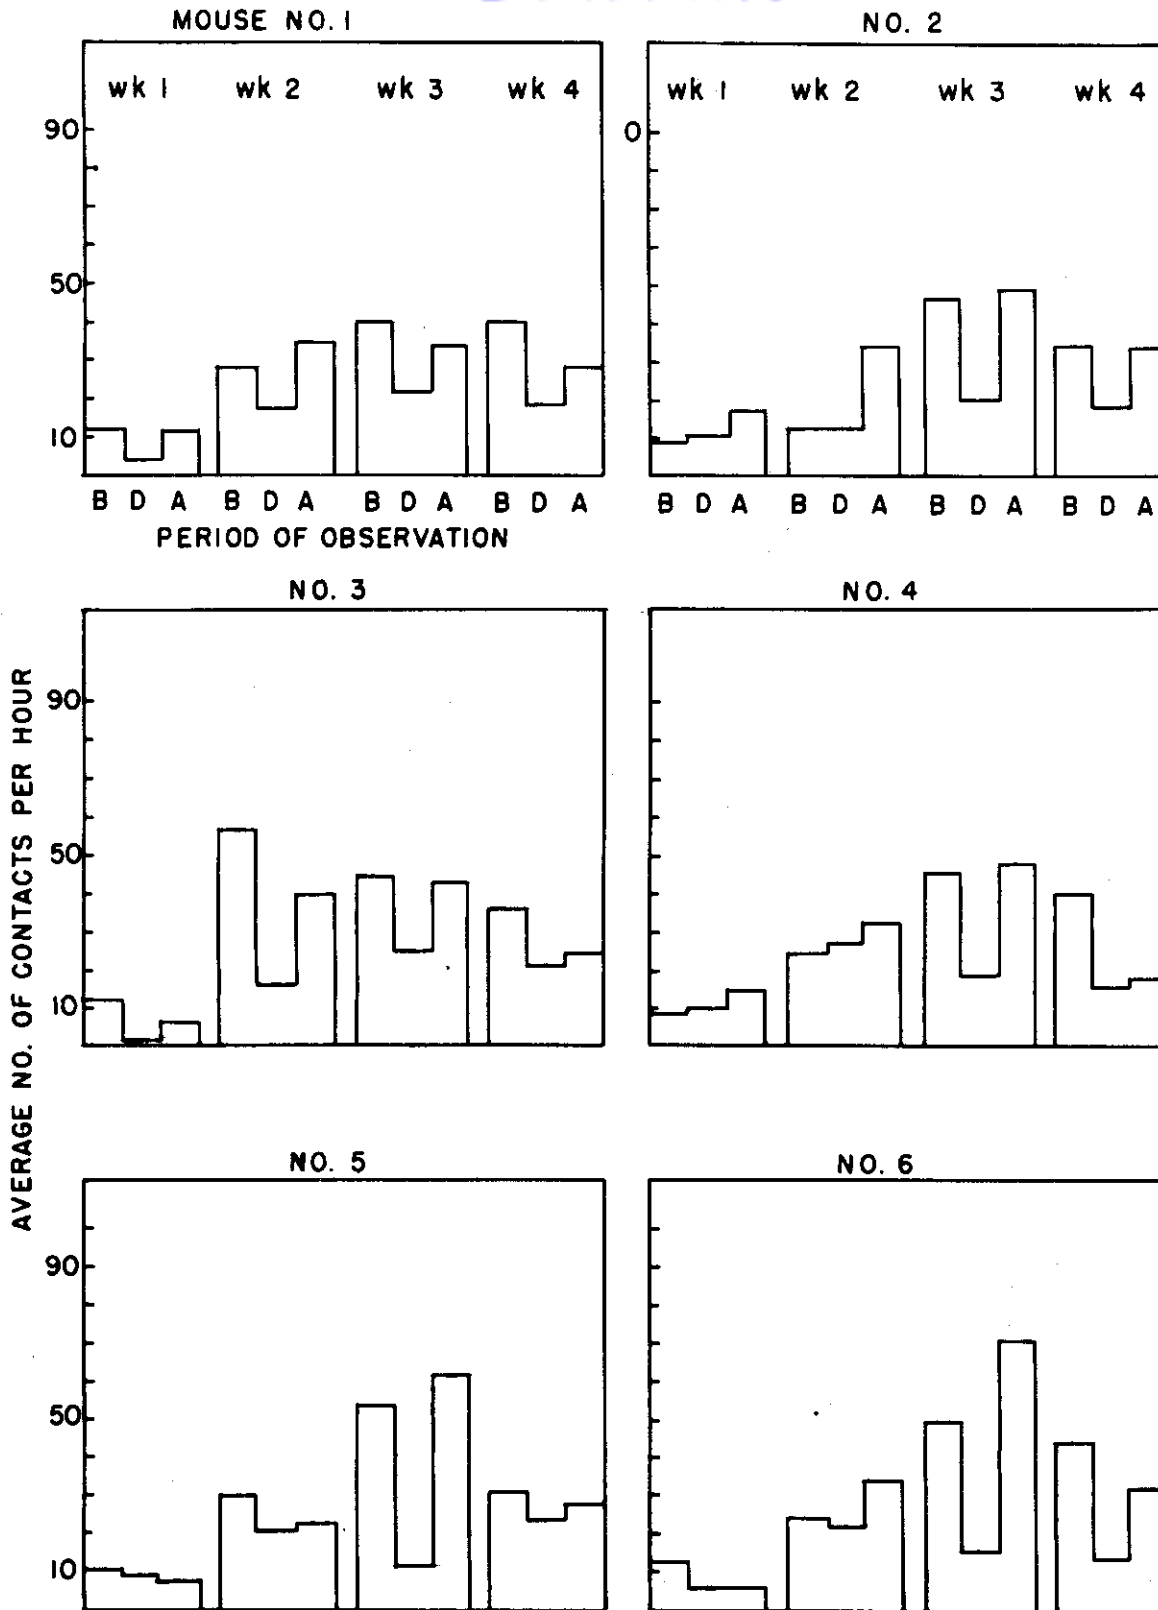 MOUSE NO. 1
NO. 2
wk 1 wk 2 wk 3 wk 4
wk 1 wk 2 wk 3 wk 4
90
50
10
0
B D A B D A B D A B D A
B D A B D A B D A B D A
PERIOD OF OBSERVATION
NO. 3
NO. 4
AVERAGE NO. OF CONTACTS PER HOUR
90
50
10
NO. 5
NO. 6
90
50
10